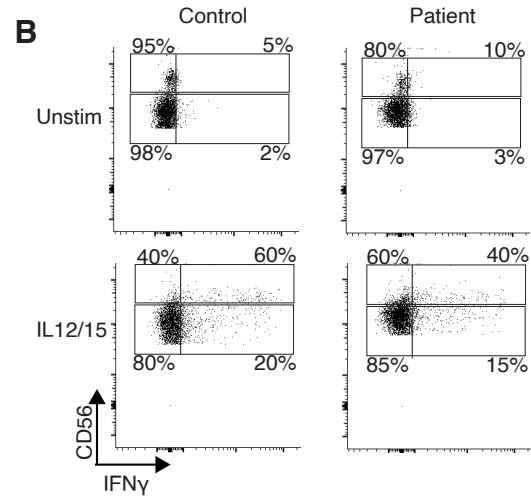 B
Control Patient
95% 5% 80% 10%
Unstim
98% 2% 97% 3%
40% 60% 60% 40%
IL12/15
80% 20% 85% 15%
CD56
IFNγ